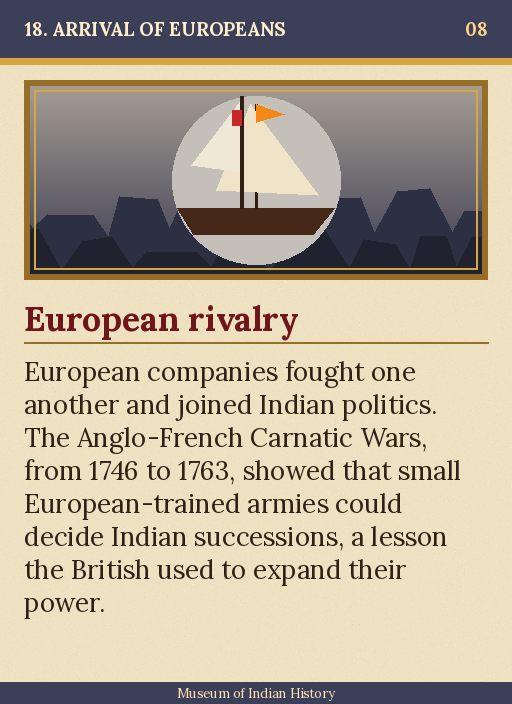 18. ARRIVAL OF EUROPEANS
08
European rivalry
European companies fought one
another and joined Indian politics.
The Anglo-French Carnatic Wars,
from 1746 to 1763, showed that small
European-trained armies could
decide Indian successions, a lesson
the British used to expand their
power.
Museum of Indian History